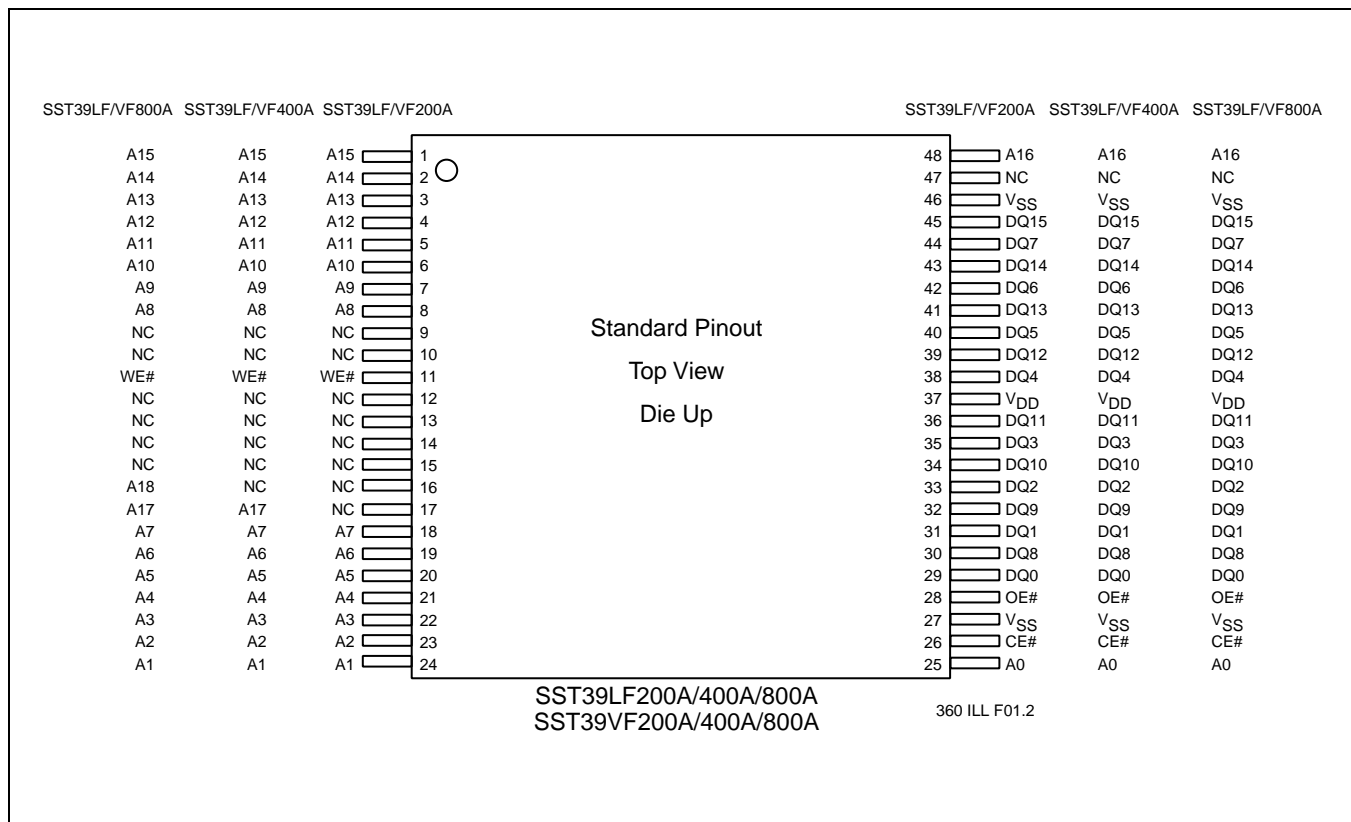 SST39LF/VF800A SST39LF/VF400A SST39LF/VF200A SST39LF/VF200A SST39LF/VF400A SST39LF/VF800A
A15 A15 A15 1 48 A16 A16 A16
A14 A14 A14 2 47 NC NC NC
A13 A13 A13 3 46 VSS VSS VSS
A12 A12 A12 4 45 DQ15 DQ15 DQ15
A11 A11 A11 5 44 DQ7 DQ7 DQ7
A10 A10 A10 6 43 DQ14 DQ14 DQ14
A9 A9 A9 7 42 DQ6 DQ6 DQ6
A8 A8 A8 8 41 DQ13 DQ13 DQ13
NC NC NC 9 Standard Pinout 40 DQ5 DQ5 DQ5
NC NC NC 10 39 DQ12 DQ12 DQ12
WE# WE# WE# 11 Top View 38 DQ4 DQ4 DQ4
NC NC NC 12 37 VDD VDD VDD
NC NC NC 13 Die Up 36 DQ11 DQ11 DQ11
NC NC NC 14 35 DQ3 DQ3 DQ3
NC NC NC 15 34 DQ10 DQ10 DQ10
A18 NC NC 16 33 DQ2 DQ2 DQ2
A17 A17 NC 17 32 DQ9 DQ9 DQ9
A7 A7 A7 18 31 DQ1 DQ1 DQ1
A6 A6 A6 19 30 DQ8 DQ8 DQ8
A5 A5 A5 20 29 DQ0 DQ0 DQ0
A4 A4 A4 21 28 OE# OE# OE#
A3 A3 A3 22 27 VSS VSS VSS
A2 A2 A2 23 26 CE# CE# CE#
A1 A1 A1 24 25 A0 A0 A0
SST39LF200A/400A/800A
SST39VF200A/400A/800A
360 ILL F01.2